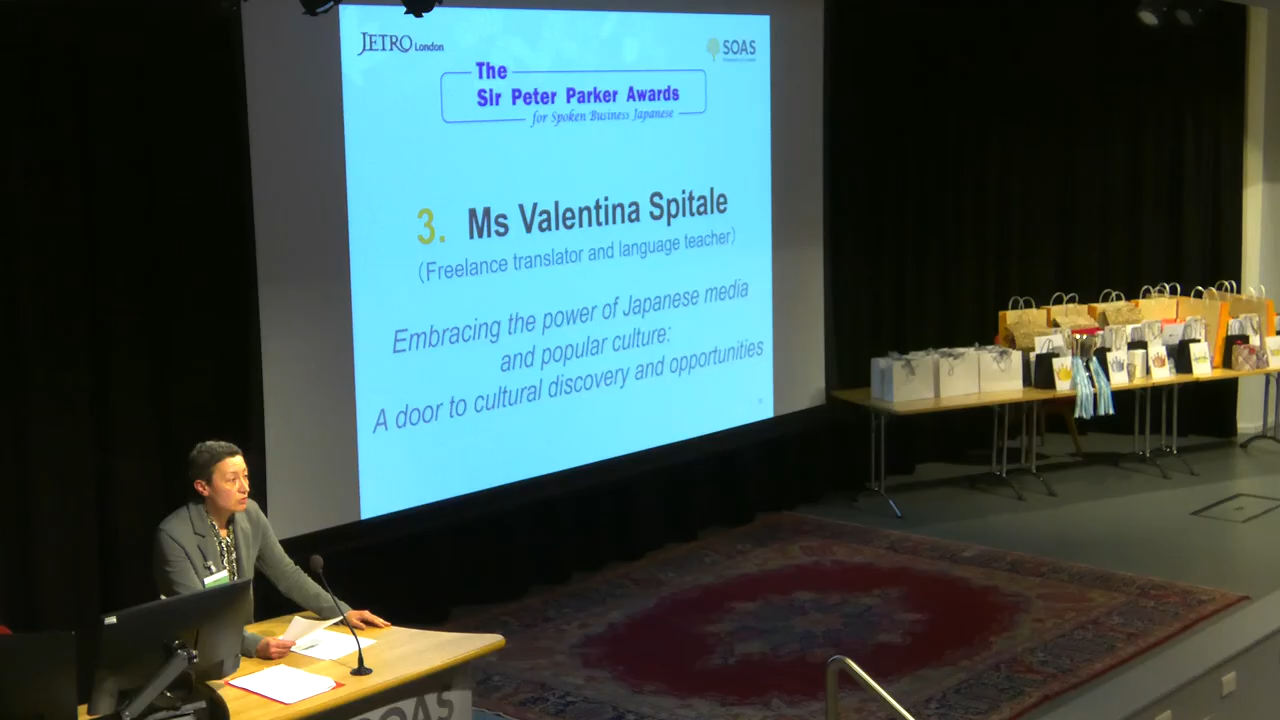 JETRO London
SOAS
The
Sir Peter Parker Awards
for Spoken Business Japanese
3. Ms Valentina Spitale
(Freelance translator and language teacher)
Embracing the power of Japanese media
and popular culture:
A door to cultural discovery and opportunities
SOAS